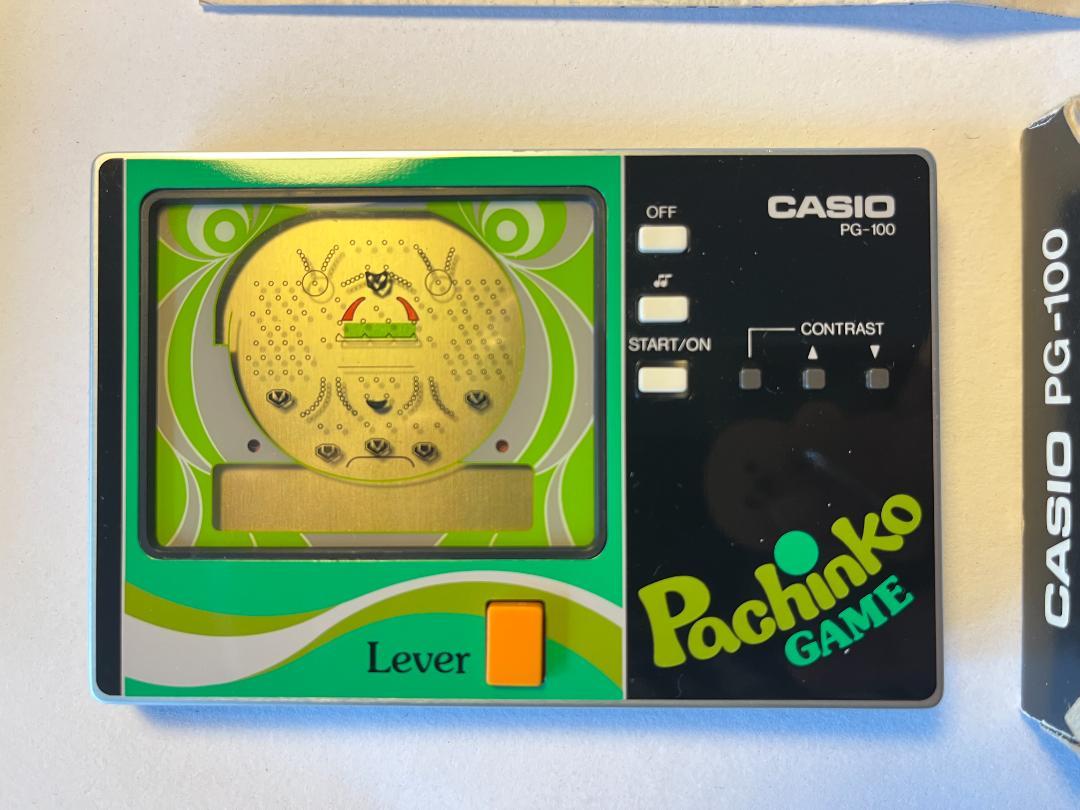 OFF
CASIO
PG-100
START/ON
CONTRAST
Pachinko
GAME
Lever
CASIO PG-100